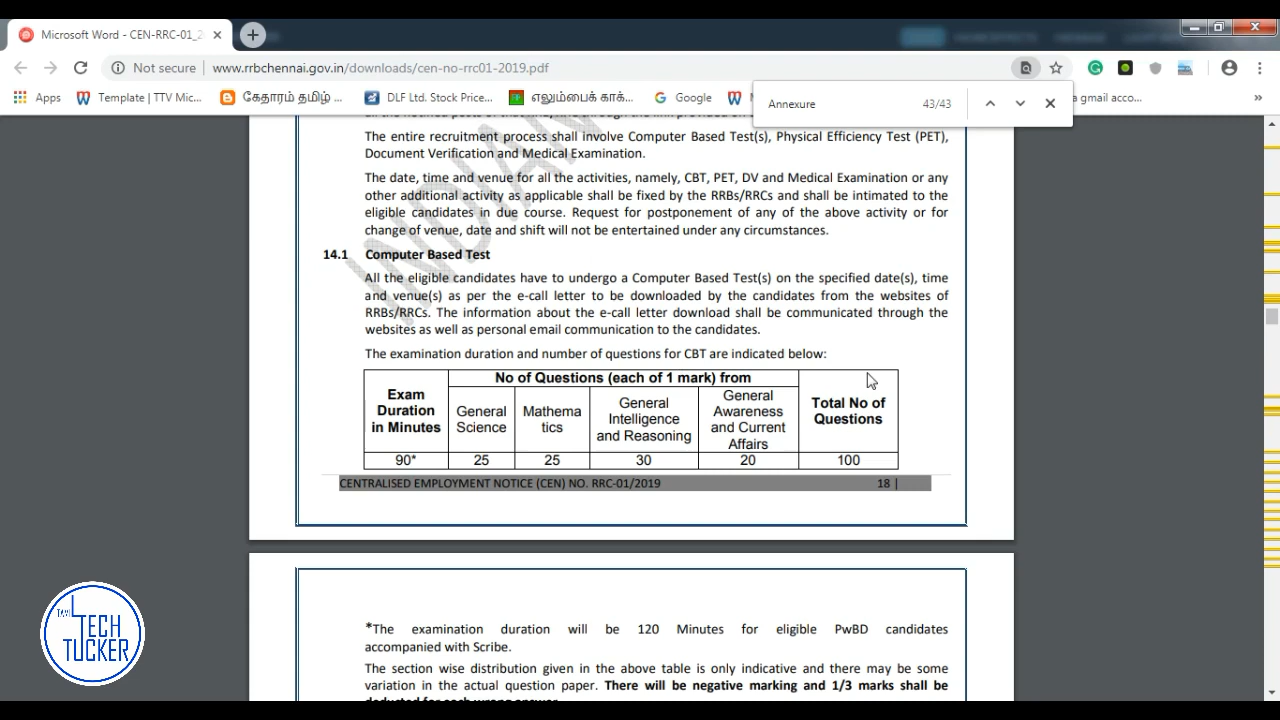 Microsoft Word - CEN-RRC-01_2
Not secure
www.rrbchennai.gov.in/downloads/cen-no-rrc01-2019.pdf
Apps
Template | TTV Mic...
கேதாரம் தமிழ் ...
DLF Ltd. Stock Price...
எலும்பைக் காக்...
Google
a gmail acco...
Annexure
43/43
The entire recruitment process shall involve Computer Based Test(s), Physical Efficiency Test (PET),
Document Verification and Medical Examination.
The date, time and venue for all the activities, namely, CBT, PET, DV and Medical Examination or any
other additional activity as applicable shall be fixed by the RRBs/RRCs and shall be intimated to the
eligible candidates in due course. Request for postponement of any of the above activity or for
change of venue, date and shift will not be entertained under any circumstances.
14.1 Computer Based Test
All the eligible candidates have to undergo a Computer Based Test(s) on the specified date(s), time
and venue(s) as per the e-call letter to be downloaded by the candidates from the websites of
RRBs/RRCs. The information about the e-call letter download shall be communicated through the
websites as well as personal email communication to the candidates.
The examination duration and number of questions for CBT are indicated below:
Exam
Duration
in Minutes
No of Questions (each of 1 mark) from
Total No of
Questions
General
Science
Mathema
tics
General
Intelligence
and Reasoning
General
Awareness
and Current
Affairs
90* 25 25 30 20 100
CENTRALISED EMPLOYMENT NOTICE (CEN) NO. RRC-01/2019 18 |
*The examination duration will be 120 Minutes for eligible PwBD candidates
accompanied with Scribe.
The section wise distribution given in the above table is only indicative and there may be some
variation in the actual question paper. There will be negative marking and 1/3 marks shall be
deducted for each wrong answer
INDIAN
TECH
TUCKER